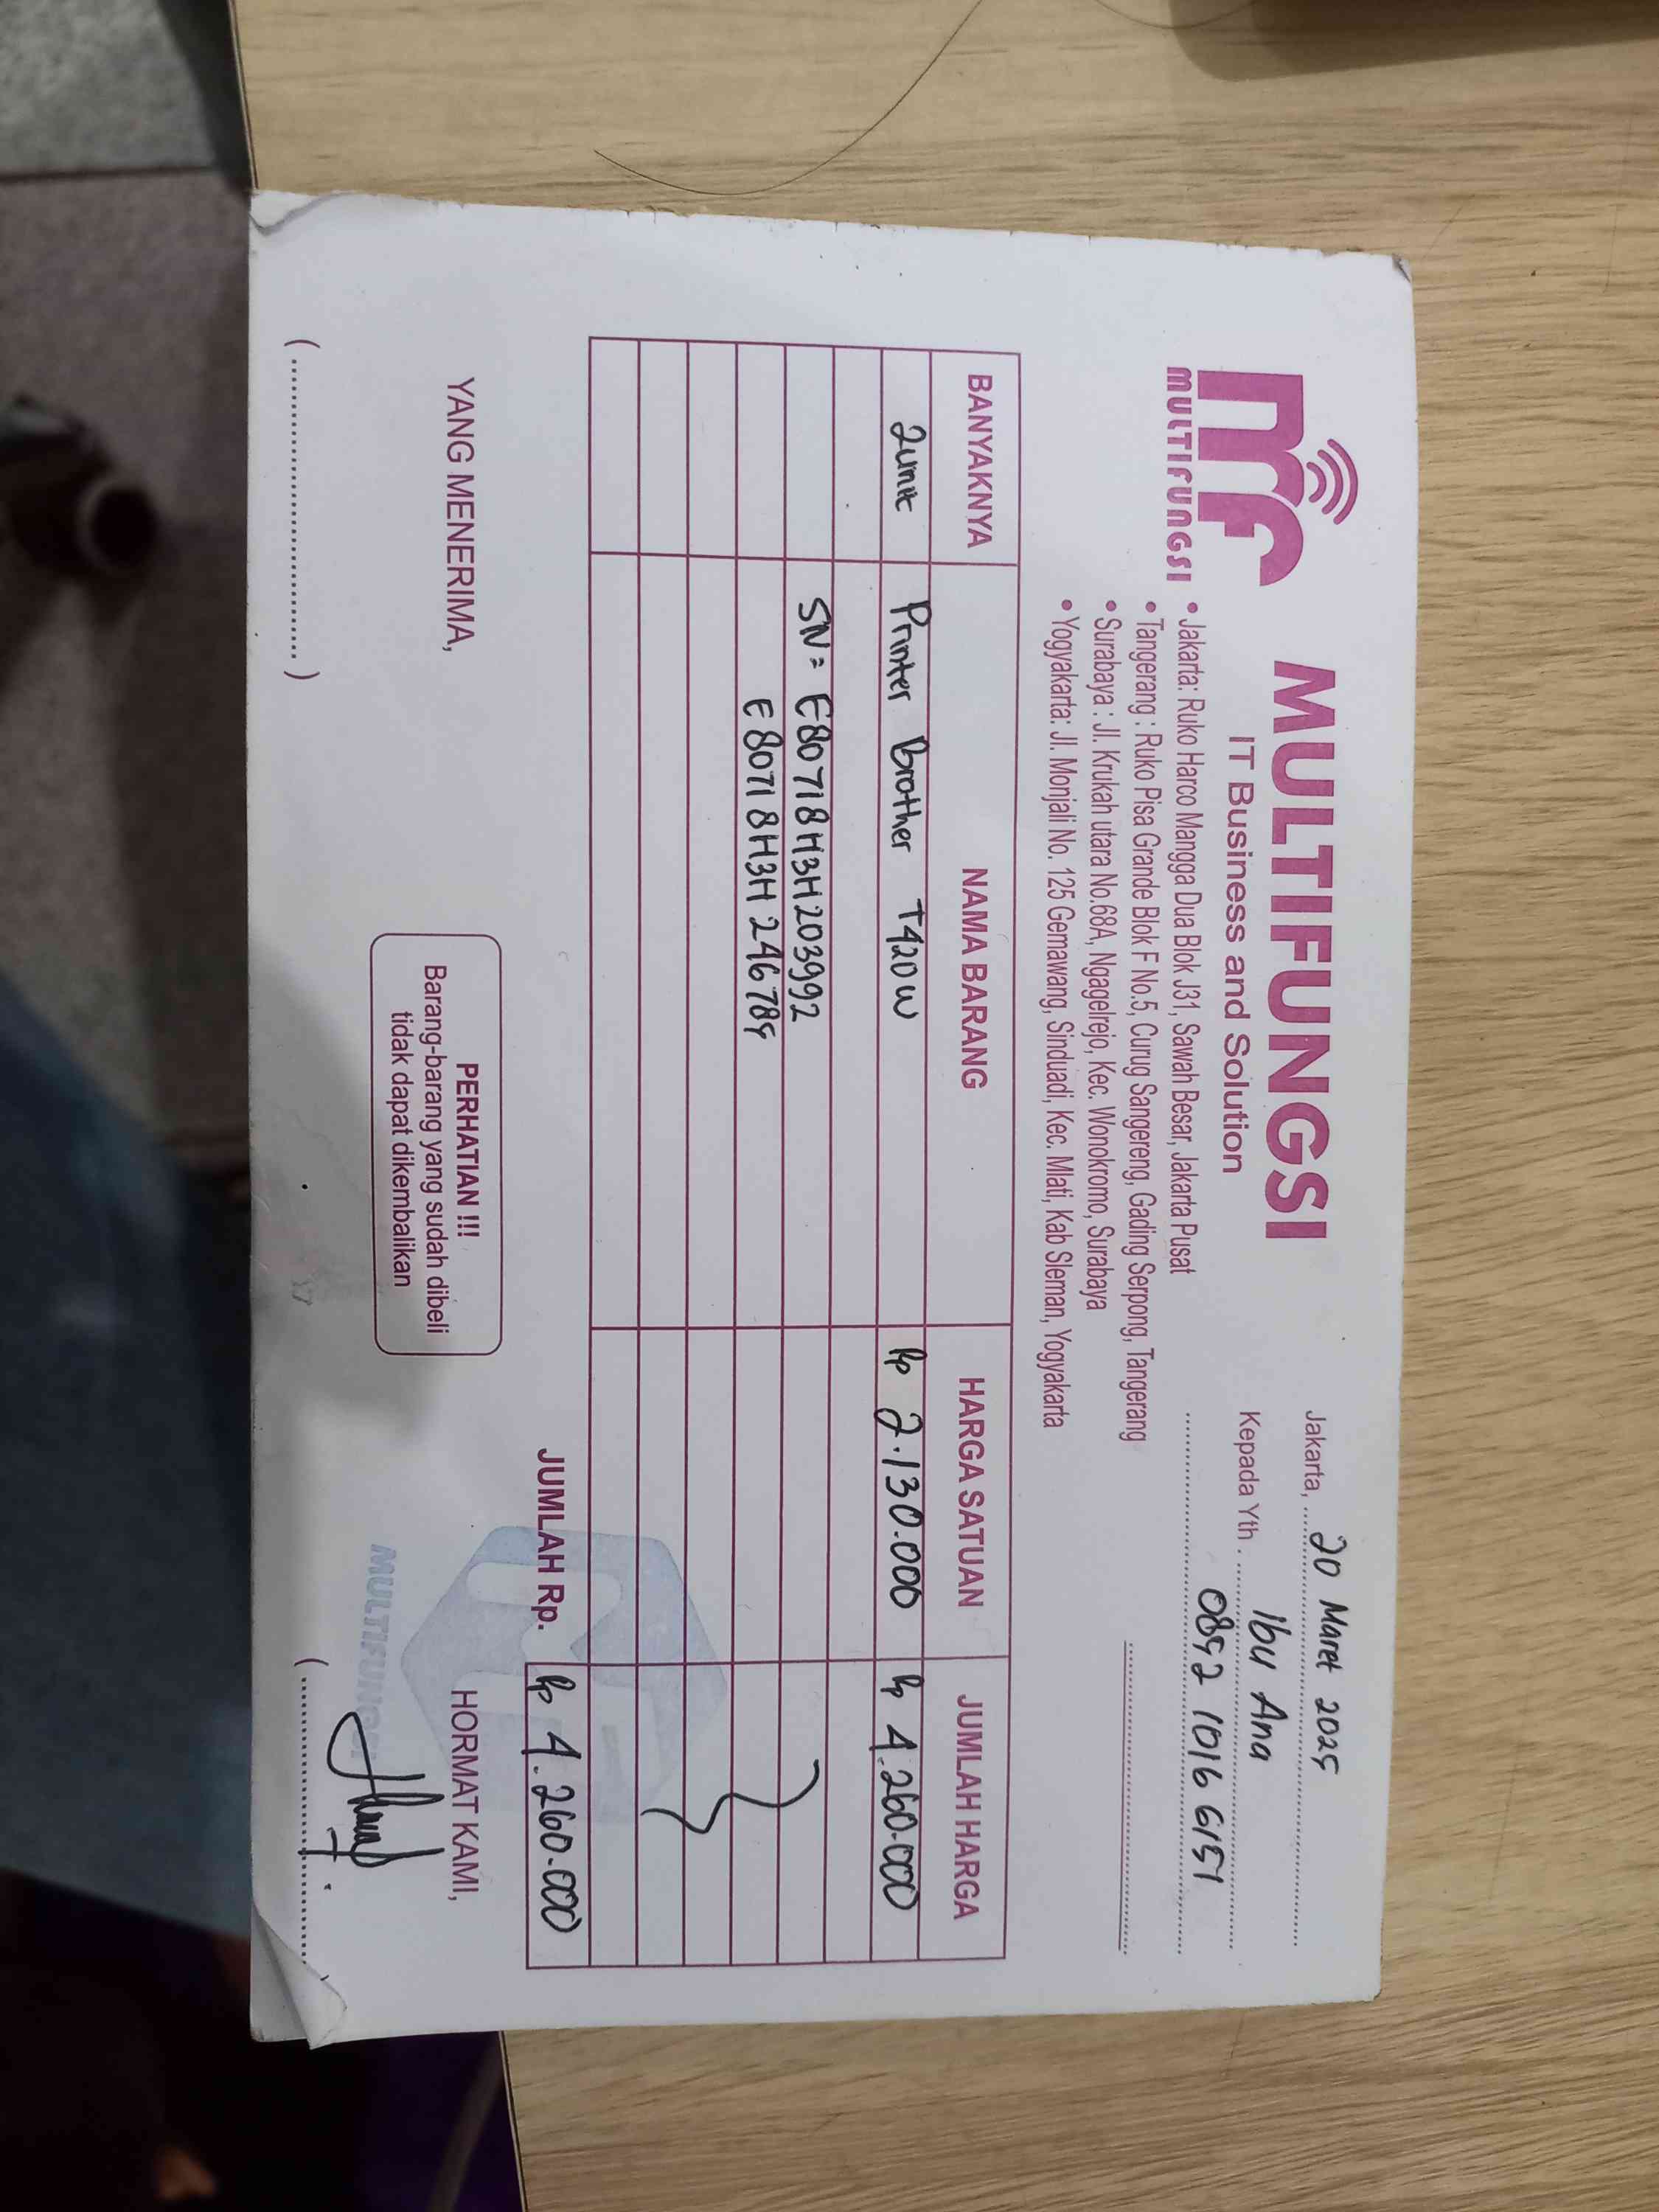 MULTIFUNGSI
MULTIFUNGSI
IT Business and Solution
• Jakarta: Ruko Harco Mangga Dua Blok J31, Sawah Besar, Jakarta Pusat
• Tangerang : Ruko Pisa Grande Blok F No.5, Curug Sangereng, Gading Serpong, Tangerang
• Surabaya : Jl. Krukah utara No.68A, Ngagelrejo, Kec. Wonokromo, Surabaya
• Yogyakarta: Jl. Monjali No. 125 Gemawang, Sinduadi, Kec. Mlati, Kab Sleman, Yogyakarta
Jakarta, 20 Maret 2025
Kepada Yth. Ibu Ana
0852 1016 6151
BANYAKNYA NAMA BARANG HARGA SATUAN JUMLAH HARGA
2 unit Printer Brother T420W Rp 2.130.000 Rp 4.260.000
SN= E80718H3H203992
E80718H3H246785
JUMLAH Rp. Rp 4.260.000
YANG MENERIMA,
PERHATIAN !!!
Barang-barang yang sudah dibeli
tidak dapat dikembalikan
HORMAT KAMI,
MULTIFUNGSI
(..............................)
(..............................)